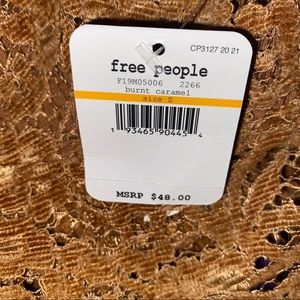 CP3127 20 21
free people
F19M05006 2266
burnt caramel
size S
1 93465 90445 4
MSRP $48.00